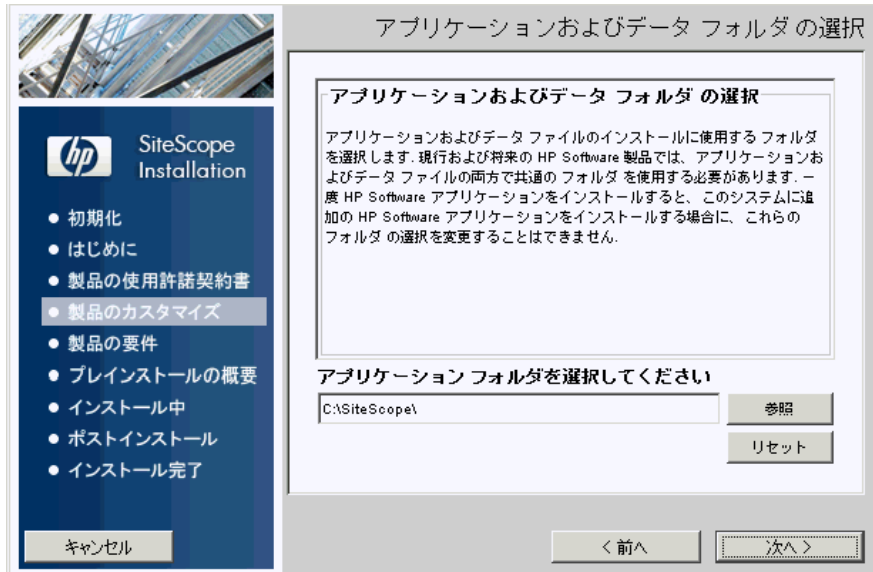 アプリケーションおよびデータ フォルダ の選択
hp
SiteScope
Installation
初期化
はじめに
製品の使用許諾契約書
製品のカスタマイズ
製品の要件
プレインストールの概要
インストール中
ポストインストール
インストール完了
キャンセル
アプリケーションおよびデータ フォルダ の選択
アプリケーションおよびデータ ファイルのインストールに使用する フォルダ
を選択します. 現行および将来の HP Software 製品では、アプリケーションお
よびデータ ファイルの両方で共通の フォルダ を使用する必要があります. 一
度 HP Software アプリケーションをインストールすると、このシステムに追
加の HP Software アプリケーションをインストールする場合に、これらの
フォルダ の選択を変更することはできません.
アプリケーション フォルダを選択してください
C:\SiteScope\
参照
リセット
< 前へ
次へ >